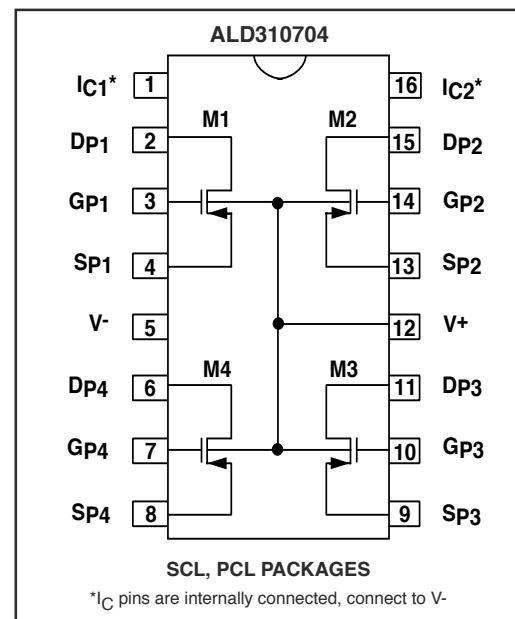 ALD310704
IC1* 1 16 IC2*
M1 M2
DP1 2 15 DP2
GP1 3 14 GP2
SP1 4 13 SP2
V- 5 12 V+
M4 M3
DP4 6 11 DP3
GP4 7 10 GP3
SP4 8 9 SP3
SCL, PCL PACKAGES
*IC pins are internally connected, connect to V-